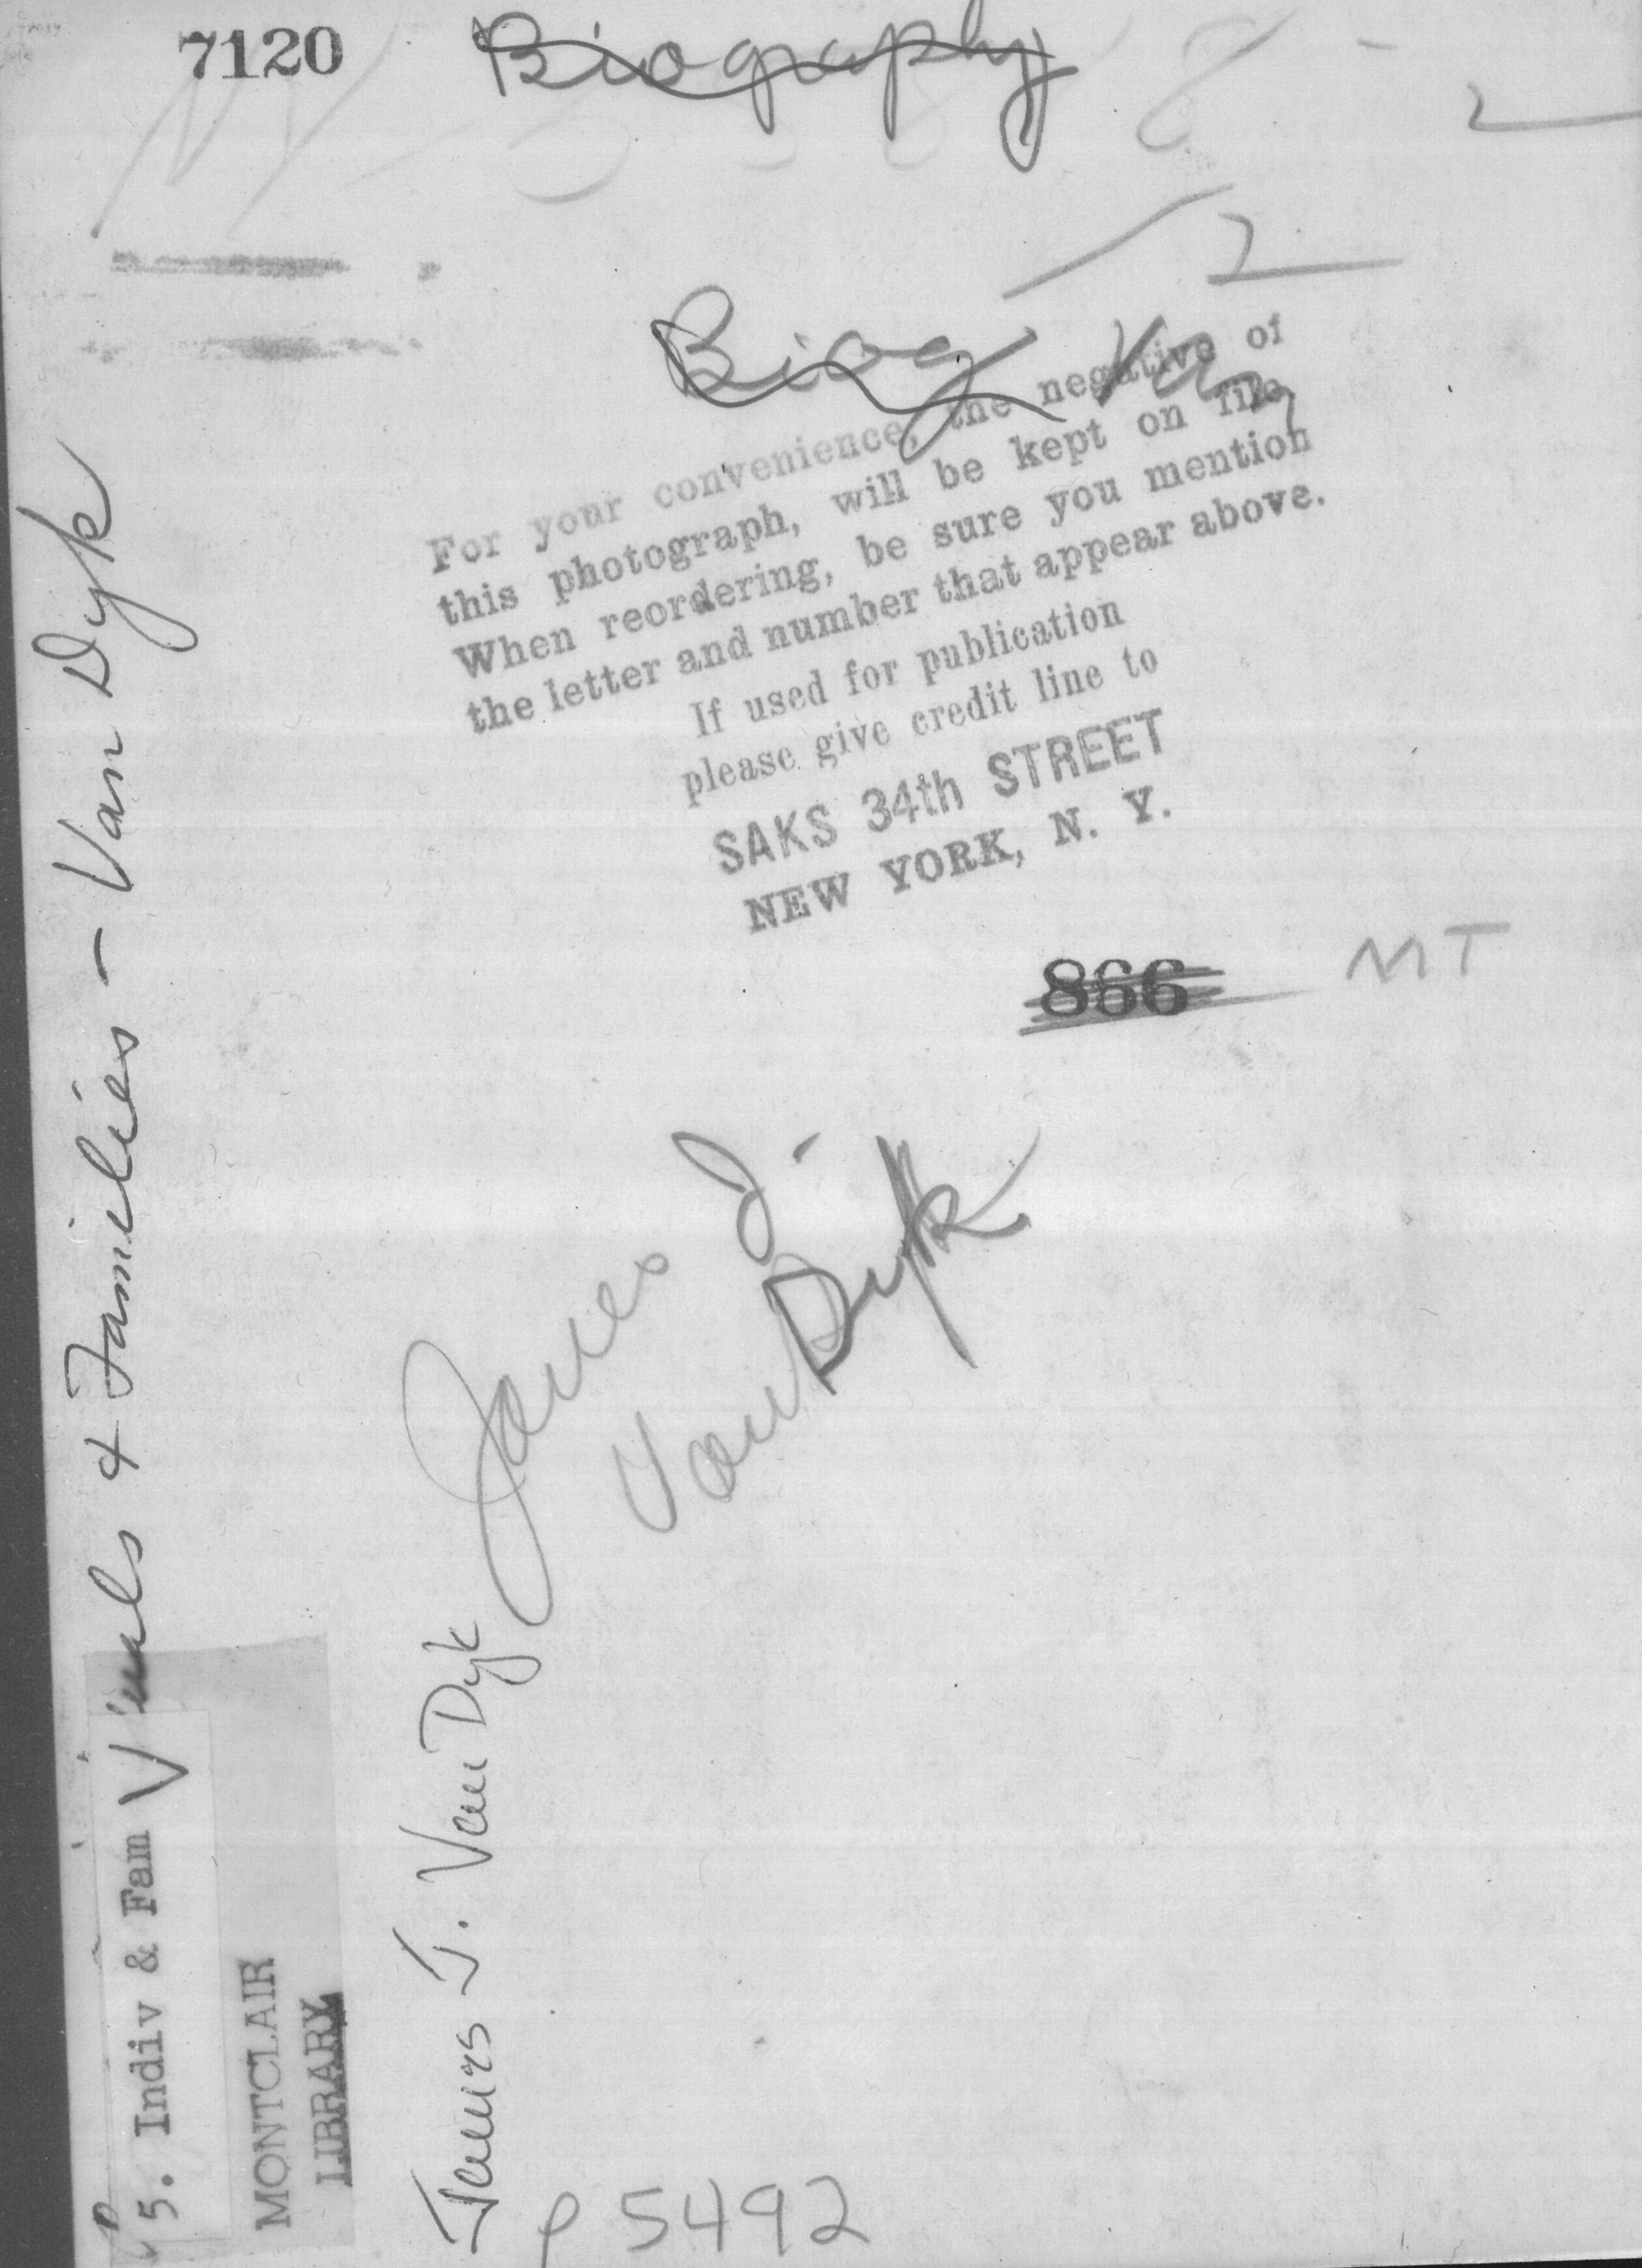 7120
Biography
2
2
Biog
For your convenience, the negative of
this photograph, will be kept on file
When reordering, be sure you mention
the letter and number that appear above.
If used for publication
please give credit line to
SAKS 34th STREET
NEW YORK, N. Y.
866
MT
James J.
Van Dyk
James J. Van Dyk
P 5492
& Families - Van Dyk
5. Indiv & Fam V
MONTCLAIR
LIBRARY